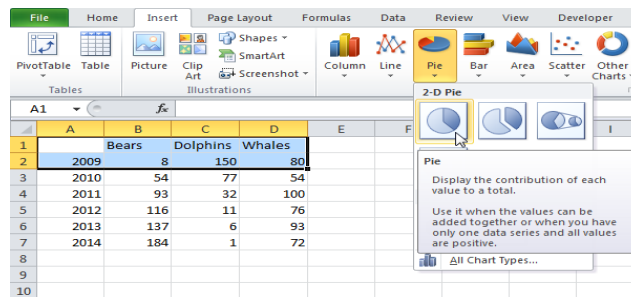 File Home Insert Page Layout Formulas Data Review View Developer
Shapes
SmartArt
Screenshot
PivotTable Table Picture Clip Art Column Line Pie Bar Area Scatter Other Charts
Tables Illustrations
2-D Pie
A1 fx
A B C D E F I
1 Bears Dolphins Whales
2 2009 8 150 80
3 2010 54 77 54
4 2011 93 32 100
5 2012 116 11 76
6 2013 137 6 93
7 2014 184 1 72
8
9
10
Pie
Display the contribution of each
value to a total.
Use it when the values can be
added together or when you have
only one data series and all values
are positive.
All Chart Types...